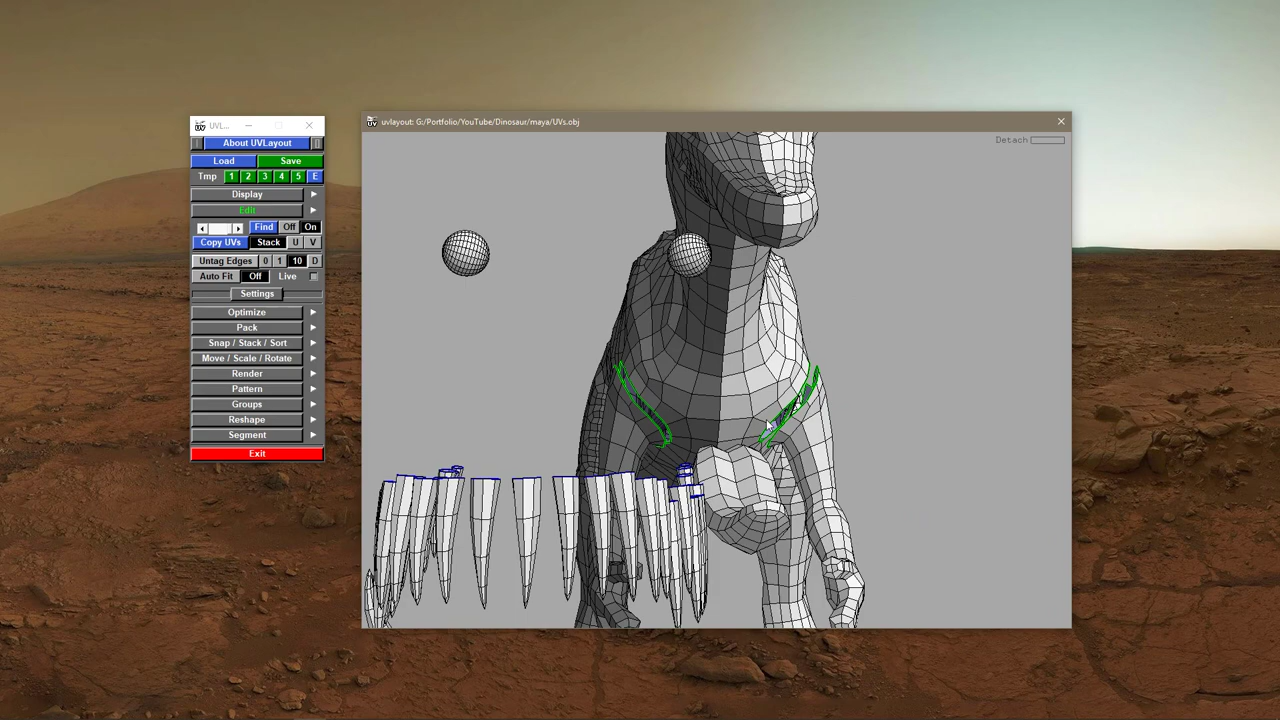 UVL...
About UVLayout
Load Save
Tmp 1 2 3 4 5 E
Display
Edit
Find Off On
Copy UVs Stack U V
Untag Edges 0 1 10 D
Auto Fit Off Live
Settings
Optimize
Pack
Snap / Stack / Sort
Move / Scale / Rotate
Render
Pattern
Groups
Reshape
Segment
Exit
UV uvlayout: G:/Portfolio/YouTube/Dinosaur/maya/UVs.obj
Detach